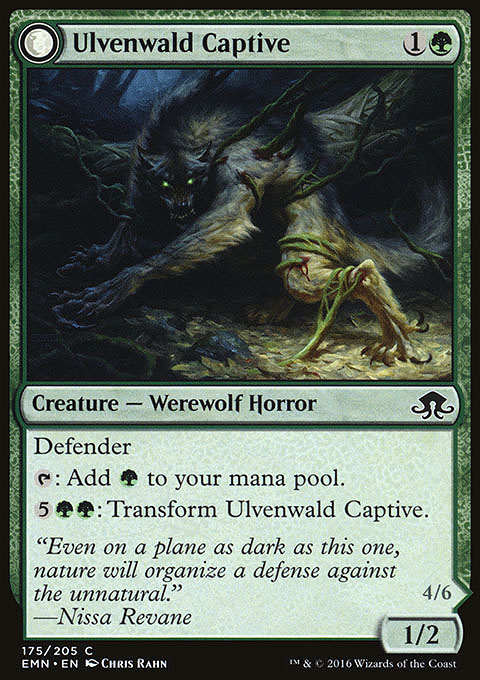 Ulvenwald Captive 1
Creature — Werewolf Horror
Defender
: Add to your mana pool.
5: Transform Ulvenwald Captive.
“Even on a plane as dark as this one,
nature will organize a defense against
the unnatural.”
—Nissa Revane
4/6
1/2
175/205 C
EMN • EN Chris Rahn
™ & © 2016 Wizards of the Coast